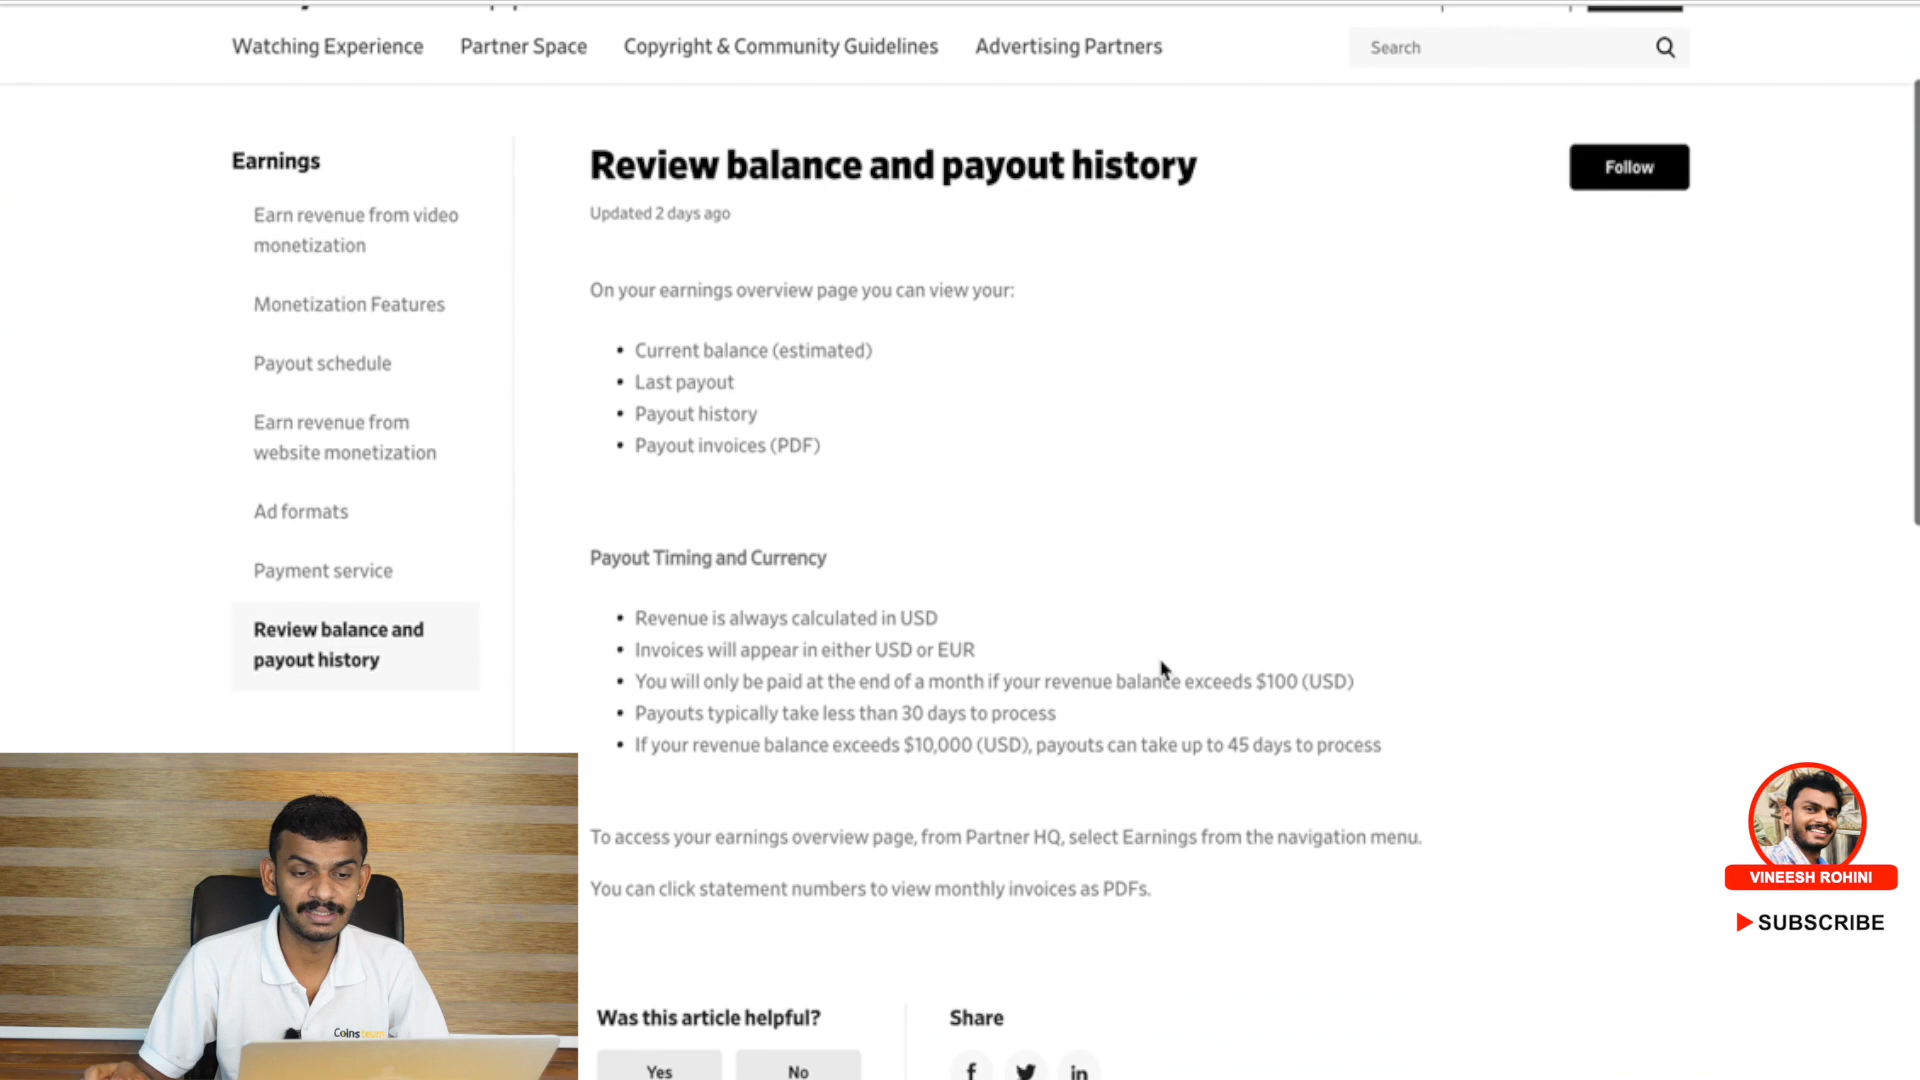 Watching Experience
Partner Space
Copyright & Community Guidelines
Advertising Partners
Search
Earnings
Earn revenue from video
monetization
Monetization Features
Payout schedule
Earn revenue from
website monetization
Ad formats
Payment service
Review balance and
payout history
Review balance and payout history
Follow
Updated 2 days ago
On your earnings overview page you can view your:
• Current balance (estimated)
• Last payout
• Payout history
• Payout invoices (PDF)
Payout Timing and Currency
• Revenue is always calculated in USD
• Invoices will appear in either USD or EUR
• You will only be paid at the end of a month if your revenue balance exceeds $100 (USD)
• Payouts typically take less than 30 days to process
• If your revenue balance exceeds $10,000 (USD), payouts can take up to 45 days to process
To access your earnings overview page, from Partner HQ, select Earnings from the navigation menu.
You can click statement numbers to view monthly invoices as PDFs.
Was this article helpful?
Yes
No
Share
Coinsteum
VINEESH ROHINI
SUBSCRIBE